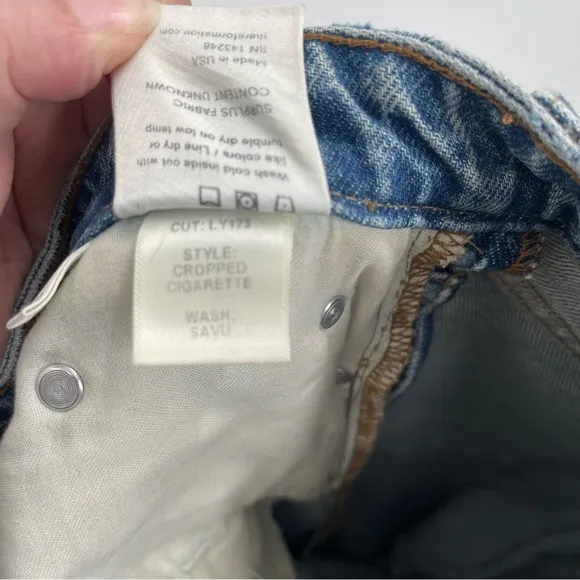 Wash cold inside out with
like colors / Line dry or
tumble dry on low temp
SURPLUS FABRIC
CONTENT UNKNOWN
Made in USA
RN 143248
thereformation.com
CUT: LY123
STYLE:
CROPPED
CIGARETTE
WASH:
SAVU